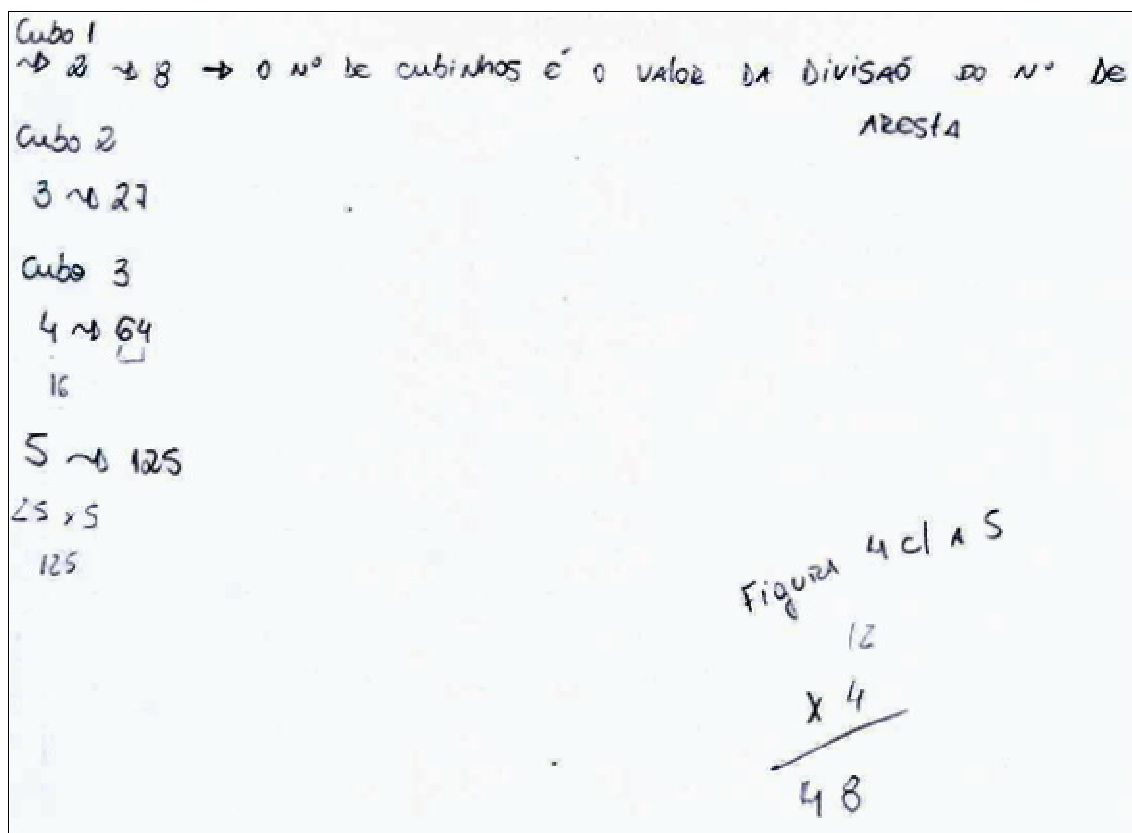 Cubo 1
~> 2 ~> 8 → O Nº DE CUBINHOS É O VALOR DA DIVISAÕ DO Nº DE
ARESTA
Cubo 2
3 ~> 27
Cubo 3
4 ~> 64
16
5 ~> 125
25 x 5
125
Figura 4 c/ A 5
12
x 4
48